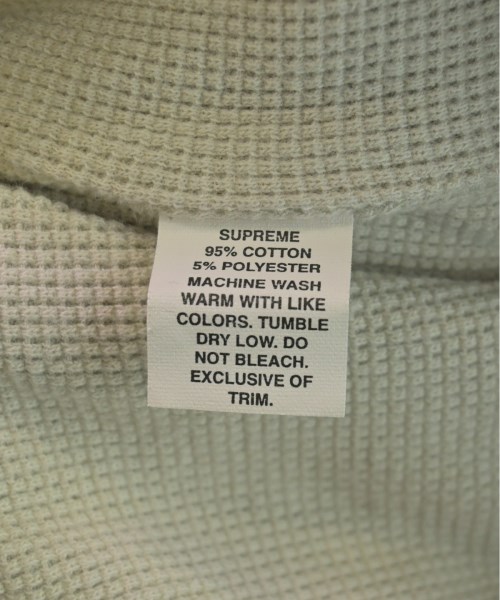 SUPREME
95% COTTON
5% POLYESTER
MACHINE WASH
WARM WITH LIKE
COLORS. TUMBLE
DRY LOW. DO
NOT BLEACH.
EXCLUSIVE OF
TRIM.